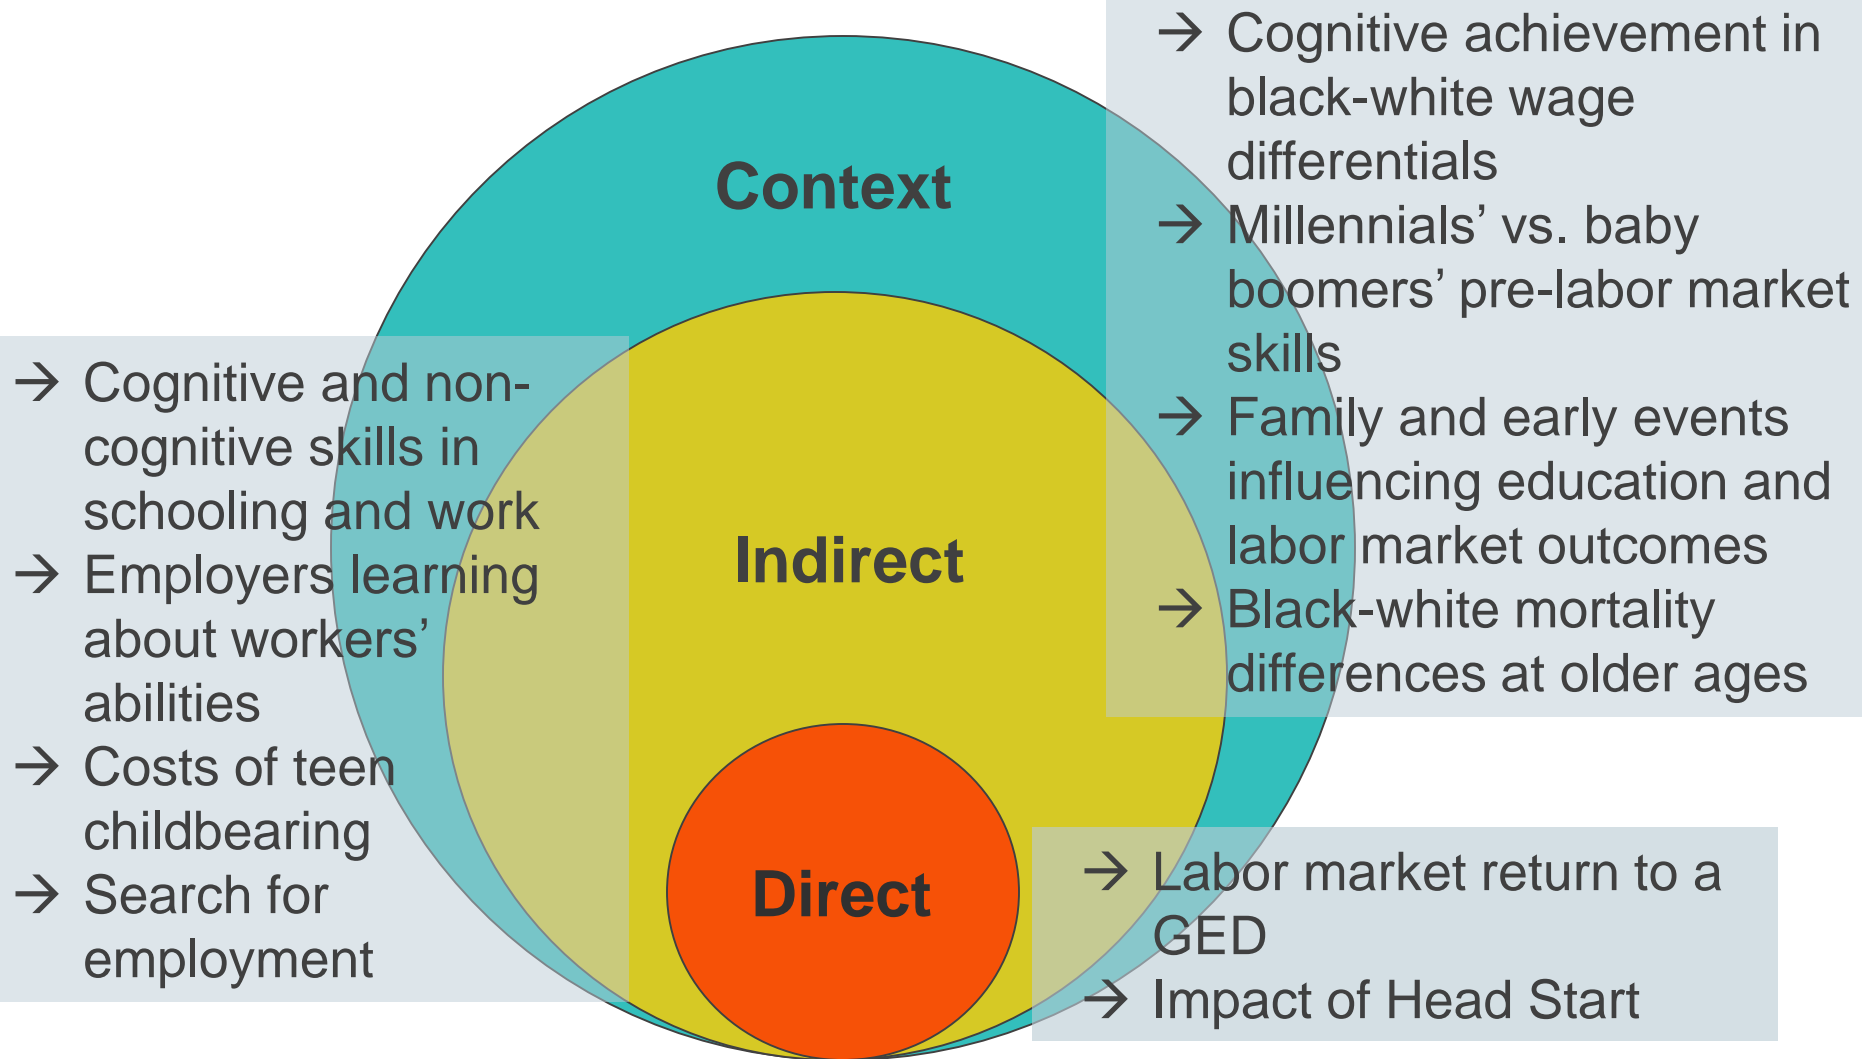 Context
Indirect
Direct
→ Cognitive and non-
cognitive skills in
schooling and work
→ Employers learning
about workers’
abilities
→ Costs of teen
childbearing
→ Search for
employment
→ Cognitive achievement in
black-white wage
differentials
→ Millennials’ vs. baby
boomers’ pre-labor market
skills
→ Family and early events
influencing education and
labor market outcomes
→ Black-white mortality
differences at older ages
→ Labor market return to a
GED
→ Impact of Head Start